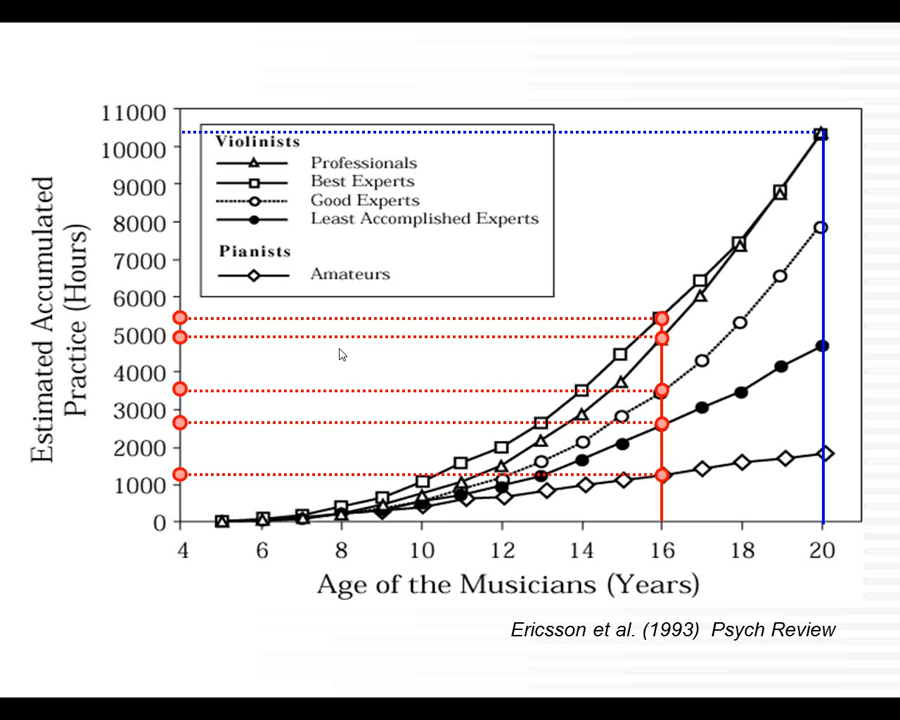 Estimated Accumulated
Practice (Hours)
11000
10000
9000
8000
7000
6000
5000
4000
3000
2000
1000
0
Violinists
Professionals
Best Experts
Good Experts
Least Accomplished Experts
Pianists
Amateurs
4 6 8 10 12 14 16 18 20
Age of the Musicians (Years)
Ericsson et al. (1993) Psych Review